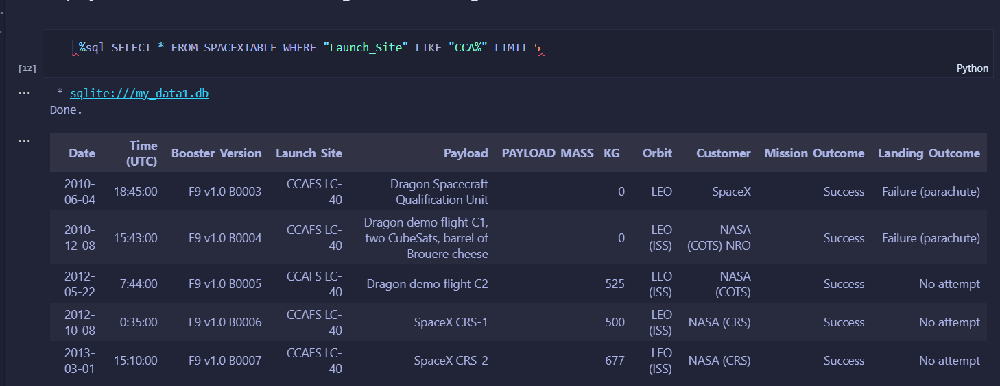 %sql SELECT * FROM SPACEXTABLE WHERE "Launch_Site" LIKE "CCA%" LIMIT 5
[12]
Python
... * sqlite:///my_data1.db
Done.
...
Date Time (UTC) Booster_Version Launch_Site Payload PAYLOAD_MASS__KG_ Orbit Customer Mission_Outcome Landing_Outcome
2010-06-04 18:45:00 F9 v1.0 B0003 CCAFS LC-40 Dragon Spacecraft Qualification Unit 0 LEO SpaceX Success Failure (parachute)
2010-12-08 15:43:00 F9 v1.0 B0004 CCAFS LC-40 Dragon demo flight C1, two CubeSats, barrel of Brouere cheese 0 LEO (ISS) NASA (COTS) NRO Success Failure (parachute)
2012-05-22 7:44:00 F9 v1.0 B0005 CCAFS LC-40 Dragon demo flight C2 525 LEO (ISS) NASA (COTS) Success No attempt
2012-10-08 0:35:00 F9 v1.0 B0006 CCAFS LC-40 SpaceX CRS-1 500 LEO (ISS) NASA (CRS) Success No attempt
2013-03-01 15:10:00 F9 v1.0 B0007 CCAFS LC-40 SpaceX CRS-2 677 LEO (ISS) NASA (CRS) Success No attempt